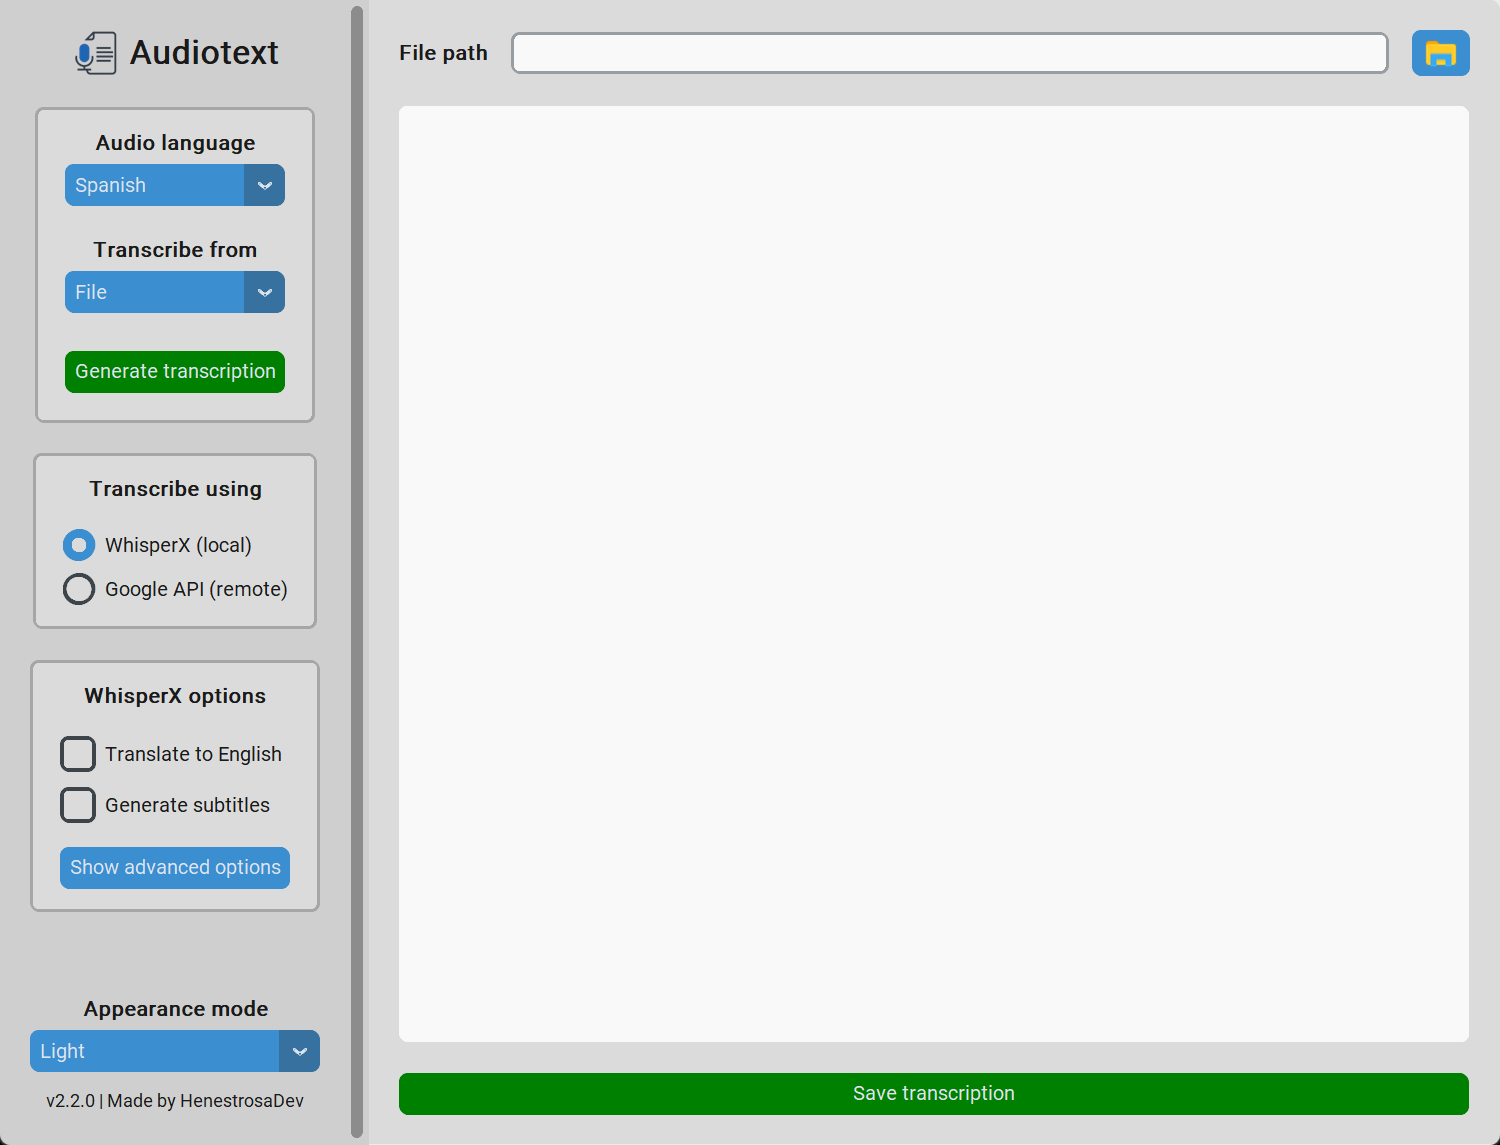 Audiotext
Audio language
Spanish
Transcribe from
File
Generate transcription
Transcribe using
WhisperX (local)
Google API (remote)
WhisperX options
Translate to English
Generate subtitles
Show advanced options
Appearance mode
Light
v2.2.0 | Made by HenestrosaDev
File path
Save transcription